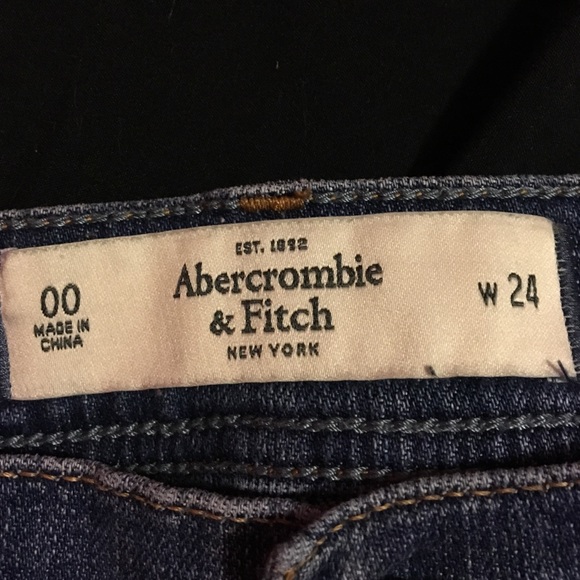 00
MADE IN
CHINA
EST. 1892
Abercrombie
& Fitch
NEW YORK
W 24